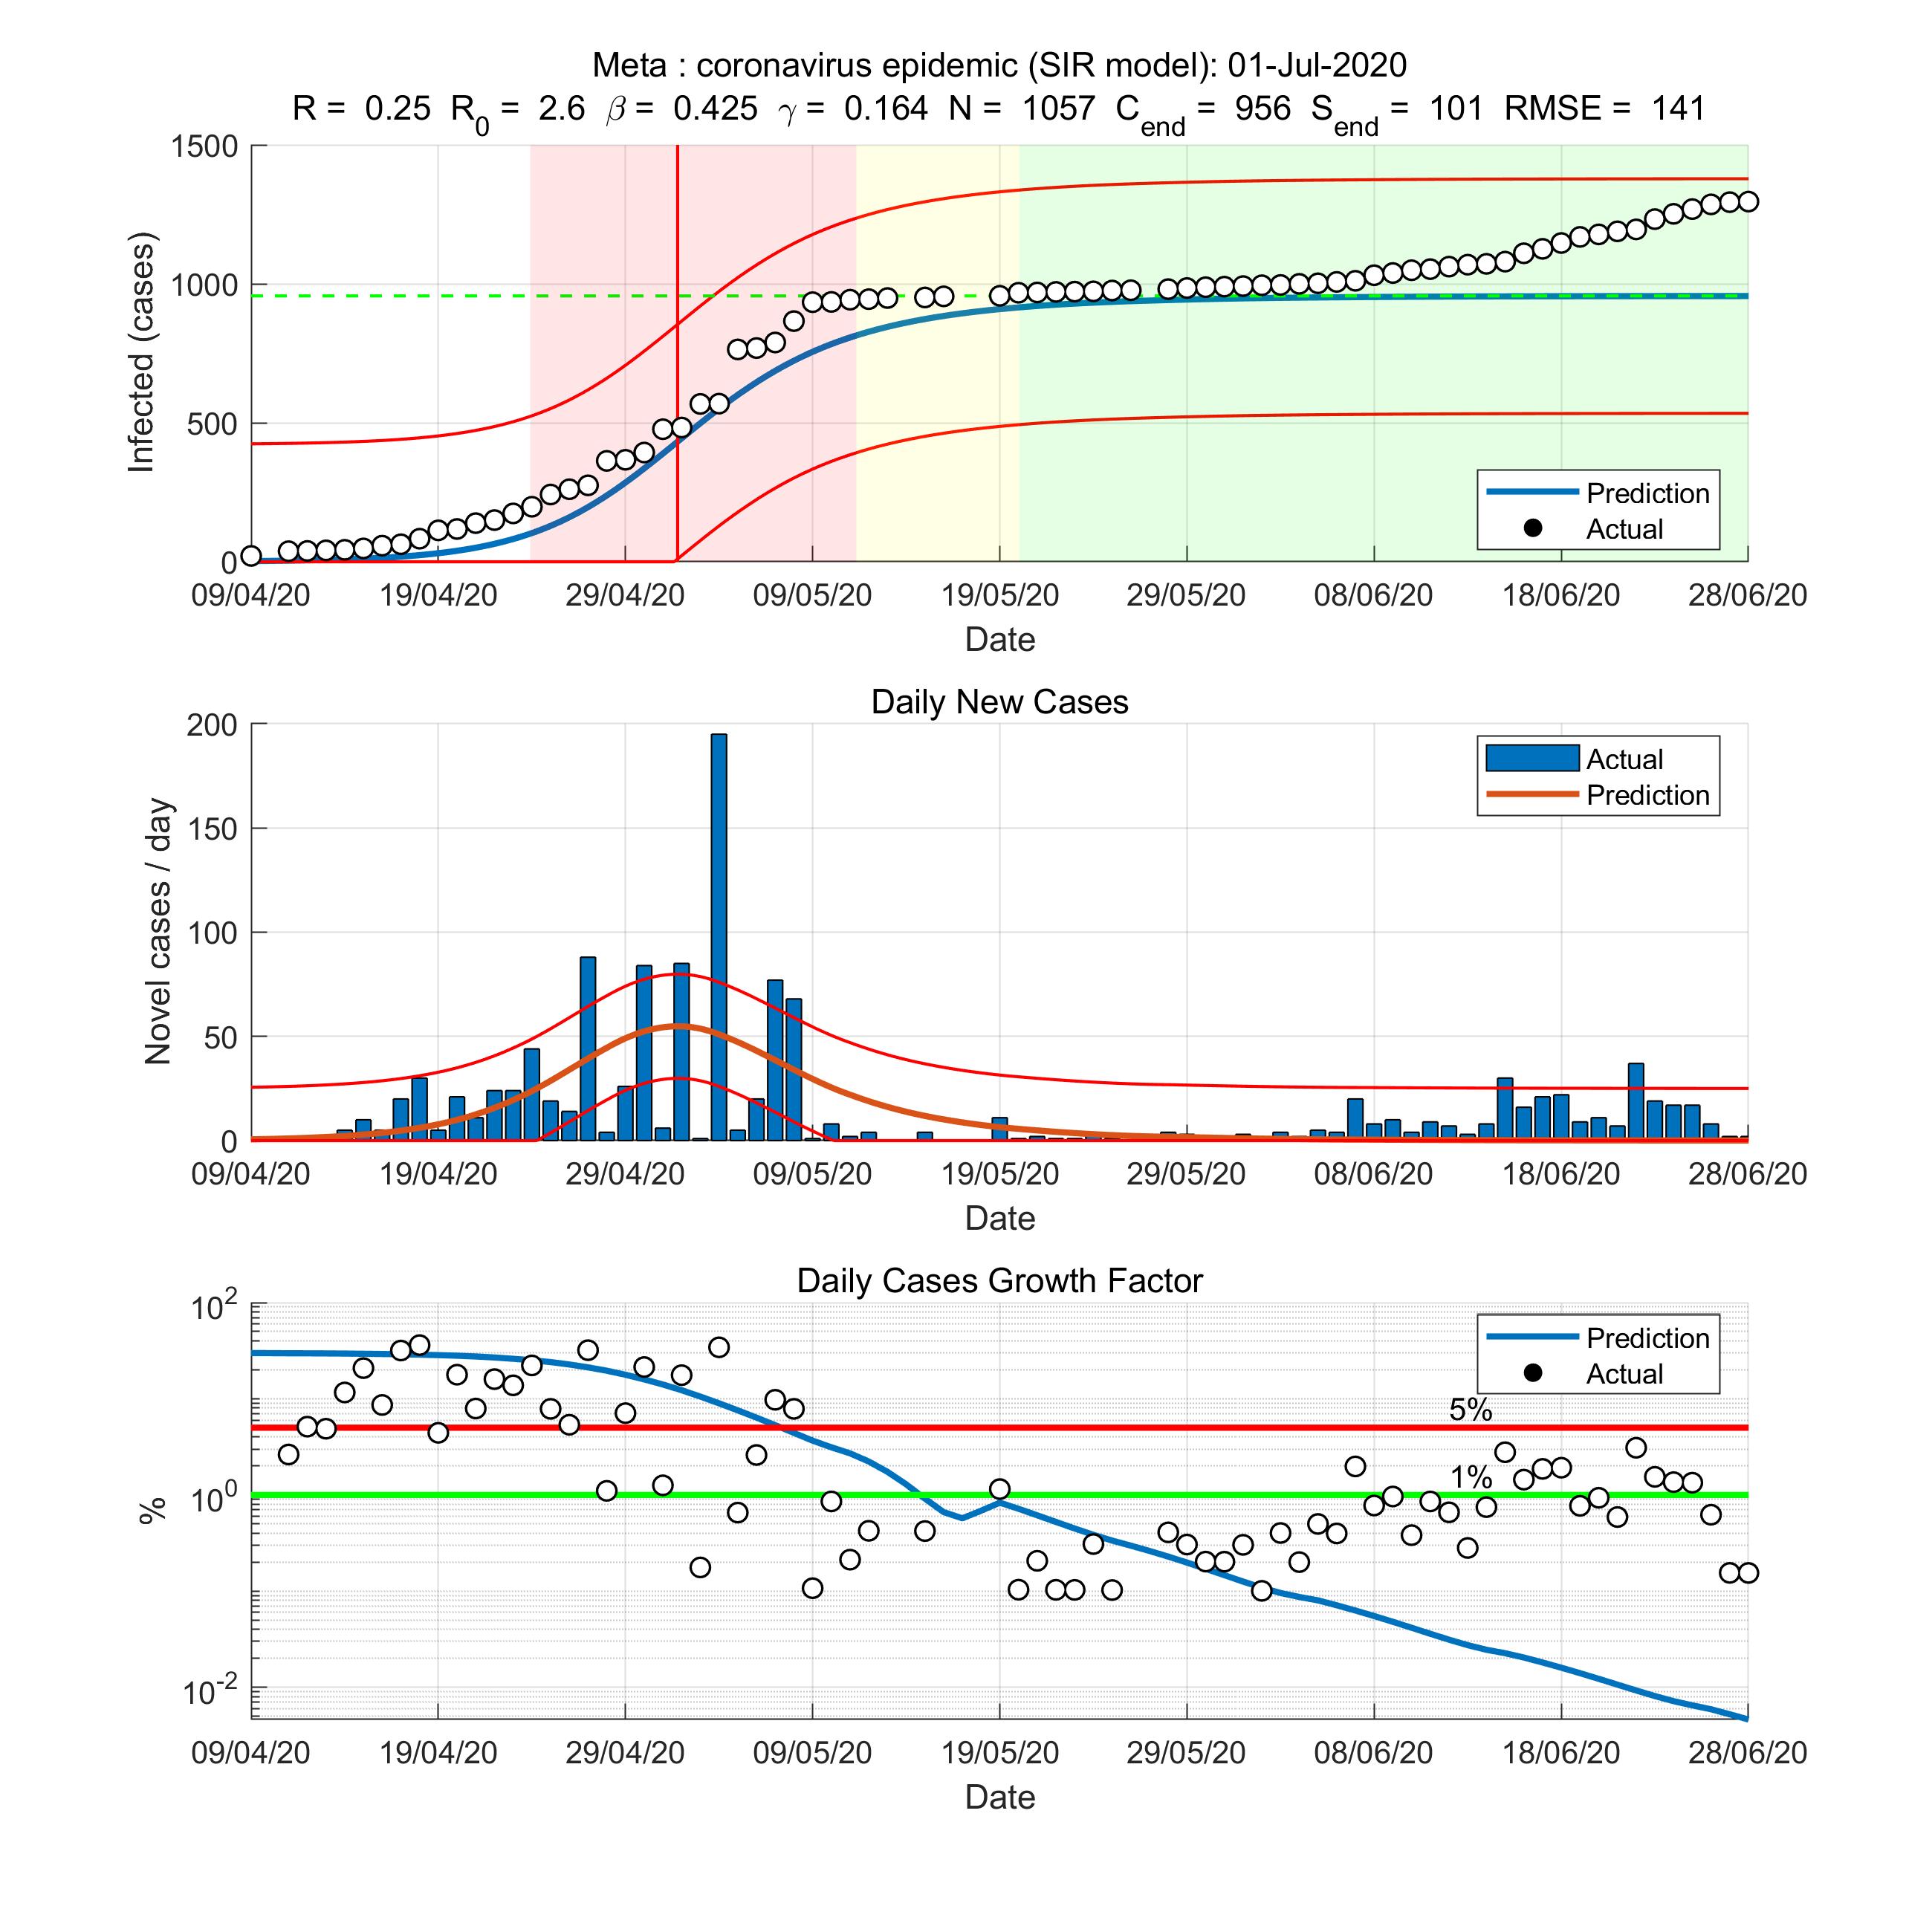 Meta : coronavirus epidemic (SIR model): 01-Jul-2020
R = 0.25 R0 = 2.6 β = 0.425 γ = 0.164 N = 1057 Cend = 956 Send = 101 RMSE = 141
Infected (cases)
1500
1000
500
0
Prediction
Actual
09/04/20 19/04/20 29/04/20 09/05/20 19/05/20 29/05/20 08/06/20 18/06/20 28/06/20
Date
Daily New Cases
Novel cases / day
200
150
100
50
0
Actual
Prediction
09/04/20 19/04/20 29/04/20 09/05/20 19/05/20 29/05/20 08/06/20 18/06/20 28/06/20
Date
Daily Cases Growth Factor
%
10^2
10^0
10^-2
Prediction
Actual
5%
1%
09/04/20 19/04/20 29/04/20 09/05/20 19/05/20 29/05/20 08/06/20 18/06/20 28/06/20
Date